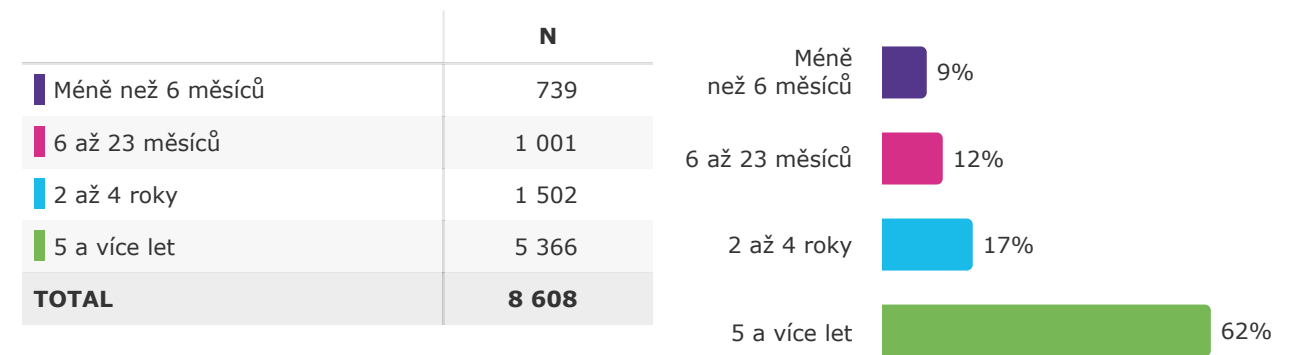 N
Méně než 6 měsíců 739
6 až 23 měsíců 1 001
2 až 4 roky 1 502
5 a více let 5 366
TOTAL 8 608
Méně
než 6 měsíců 9%
6 až 23 měsíců 12%
2 až 4 roky 17%
5 a více let 62%